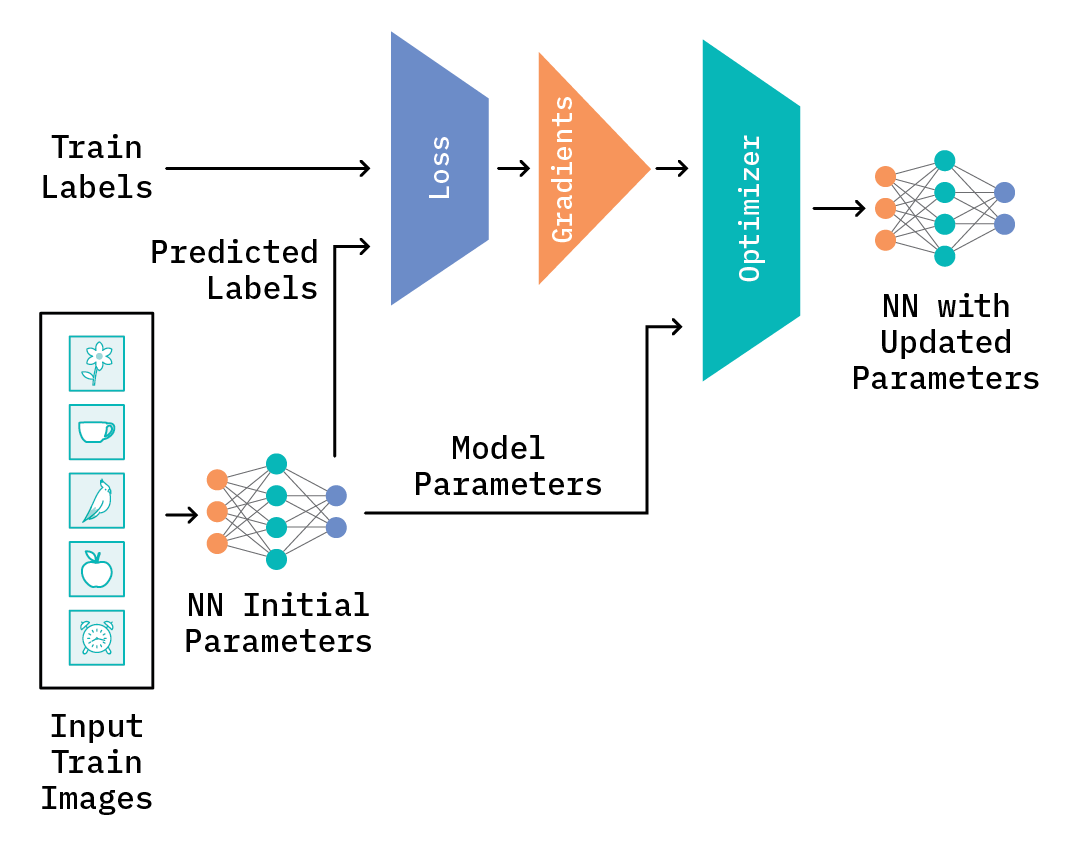 Train
Labels
Loss
Gradients
Optimizer
Predicted
Labels
NN with
Updated
Parameters
Model
Parameters
NN Initial
Parameters
Input
Train
Images